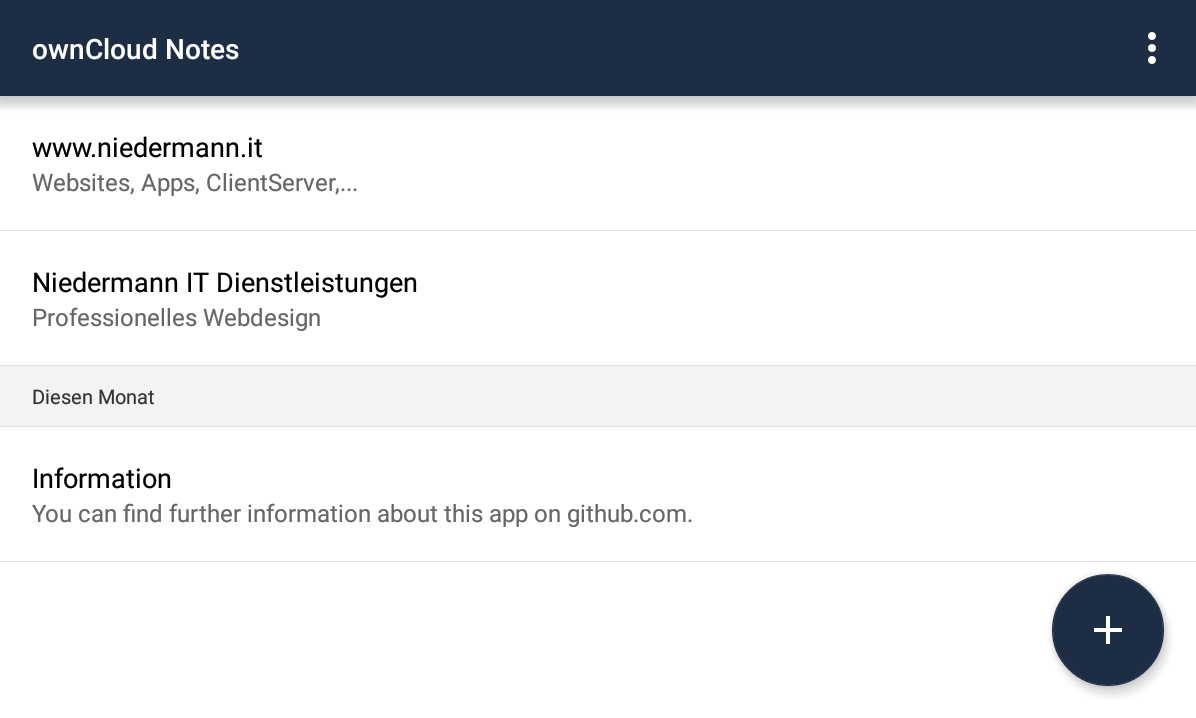 ownCloud Notes
www.niedermann.it
Websites, Apps, ClientServer,...
Niedermann IT Dienstleistungen
Professionelles Webdesign
Diesen Monat
Information
You can find further information about this app on github.com.